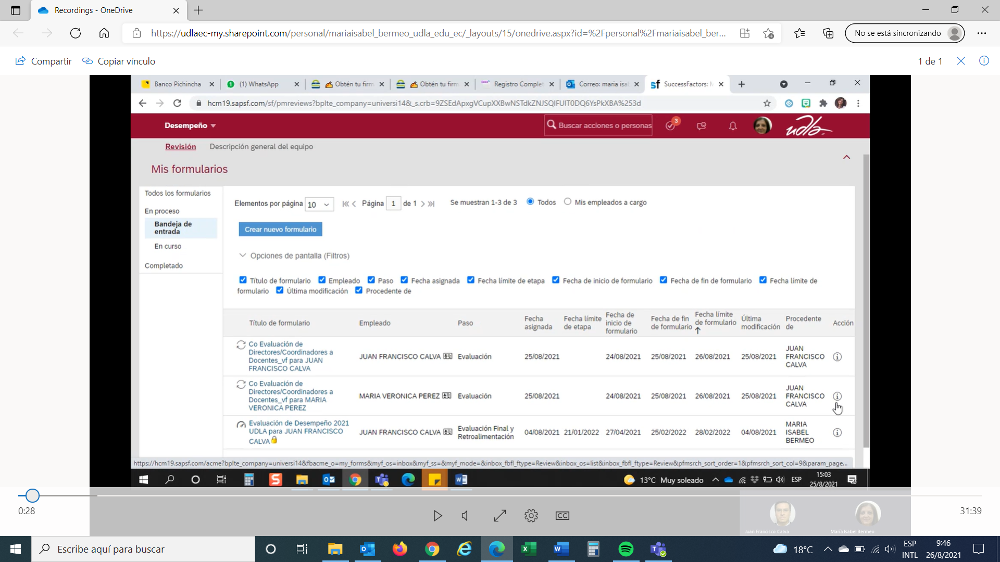 Recordings - OneDrive
https://udlaec-my.sharepoint.com/personal/mariaisabel_bermeo_udla_edu_ec/_layouts/15/onedrive.aspx?id=%2Fpersonal%2Fmariaisabel_ber...
No se está sincronizando
Compartir
Copiar vínculo
1 de 1
Banco Pichincha
(1) WhatsApp
Obtén tu firm
Obtén tu firm
Registro Complet
Correo: maria isa
sf SuccessFactors: M
hcm19.sapsf.com/sf/pmreviews?bplte_company=universi14&_s.crb=9ZSEdApxgVCupXXBwNSTdkZNJSQIFUIT0DQ6YsPkXBA%253d
Desempeño
Buscar acciones o personas
3
udla
Revisión
Descripción general del equipo
Mis formularios
Todos los formularios
En proceso
Bandeja de
entrada
En curso
Completado
Elementos por página 10
Página 1 de 1
Se muestran 1-3 de 3
Todos
Mis empleados a cargo
Crear nuevo formulario
Opciones de pantalla (Filtros)
Título de formulario Empleado Paso Fecha asignada Fecha límite de etapa Fecha de inicio de formulario Fecha de fin de formulario Fecha límite de
formulario Última modificación Procedente de
Título de formulario
Empleado
Paso
Fecha
asignada
Fecha límite
de etapa
Fecha de
inicio de
formulario
Fecha de fin
de formulario
Fecha límite
de formulario
Última
modificación
Procedente
de
Acción
Co Evaluación de
Directores/Coordinadores a
Docentes_vf para JUAN
FRANCISCO CALVA
JUAN FRANCISCO CALVA
Evaluación
25/08/2021
24/08/2021
25/08/2021
26/08/2021
25/08/2021
JUAN
FRANCISCO
CALVA
Co Evaluación de
Directores/Coordinadores a
Docentes_vf para MARIA
VERONICA PEREZ
MARIA VERONICA PEREZ
Evaluación
25/08/2021
24/08/2021
25/08/2021
26/08/2021
25/08/2021
JUAN
FRANCISCO
CALVA
Evaluación de Desempeño 2021
UDLA para JUAN FRANCISCO
CALVA
JUAN FRANCISCO CALVA
Evaluación Final y
Retroalimentación
04/08/2021
21/01/2022
27/04/2021
25/02/2022
28/02/2022
04/08/2021
MARIA
ISABEL
BERMEO
https://hcm19.sapsf.com/acme?bplte_company=universi14&fbacme_o=my_forms&myf_os=inbox&myf_ss=&myf_mode=&inbox_fbfl_ftype=Review&inbox_os=list&inbox_fbfl_ftype=Review&pfmsrch_sort_order=1&pfmsrch_sort_col=9&param_page...
13°C Muy soleado
ESP
15:03
25/8/2021
0:28
31:39
CC
Juan Francisco Calva
Maria Isabel Bermeo
Escribe aquí para buscar
18°C
ESP
INTL
9:46
26/8/2021